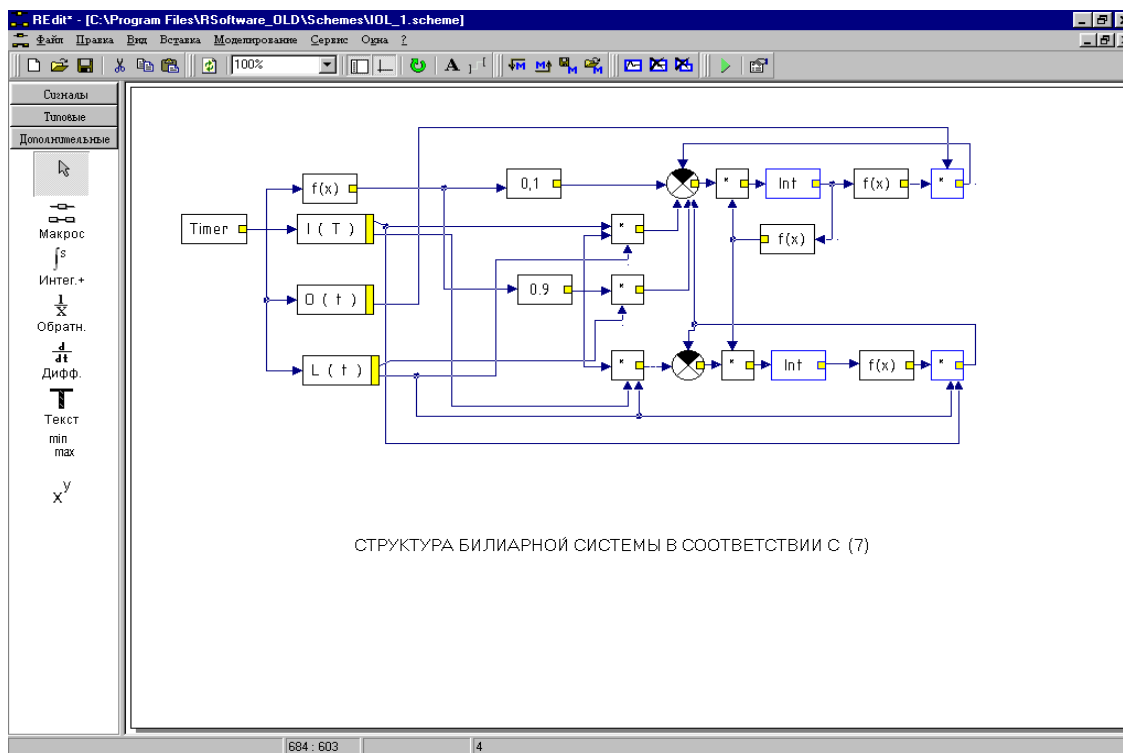 REdit* - [C:\Program Files\RSoftware_OLD\Schemes\IOL_1.scheme]
Файл Правка Вид Вставка Моделирование Сервис Окна ?
100%
A
M M M M
Сигналы
Типовые
Дополнительные
Макрос
∫s
Интег.+
1/X
Обратн.
d/dt
Дифф.
T
Текст
min
max
x^y
f(x) 0,1 * Int f(x) *
Timer I ( T ) * f(x)
O ( t ) 0.9 *
L ( t ) * * Int f(x) *
СТРУКТУРА БИЛИАРНОЙ СИСТЕМЫ В СООТВЕТСТВИИ С (7)
684 : 603 4